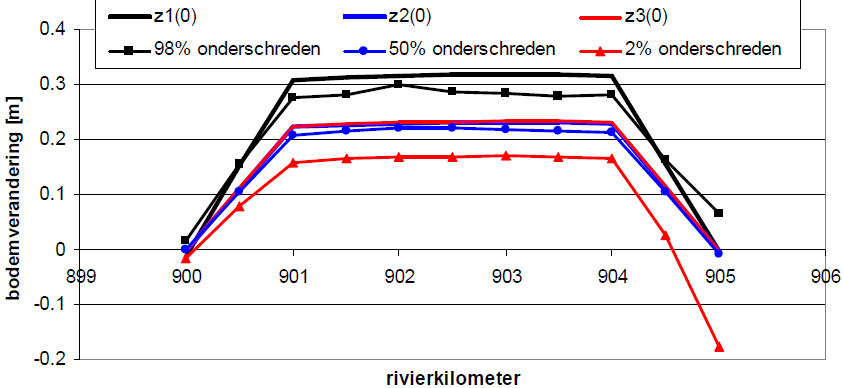 z1(0) z2(0) z3(0)
98% onderschreden 50% onderschreden 2% onderschreden
0.4
0.3
0.2
0.1
0
-0.1
-0.2
bodemverandering [m]
899 900 901 902 903 904 905 906
rivierkilometer